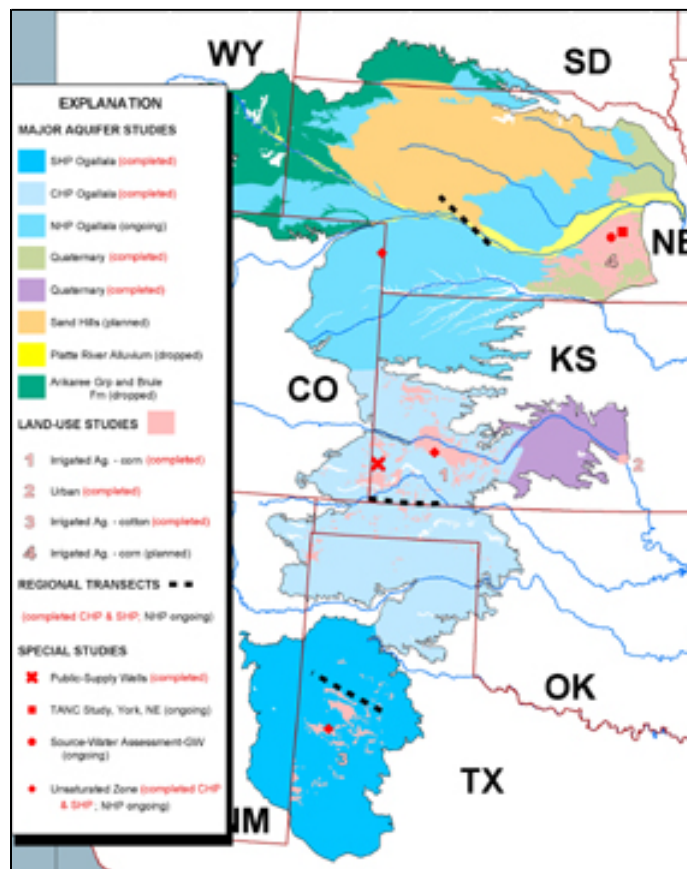 WY
SD
EXPLANATION
MAJOR AQUIFER STUDIES
SHP Ogallala (completed)
CHP Ogallala (completed)
NHP Ogallala (ongoing)
Quaternary (completed)
Quaternary (completed)
Sand Hills (planned)
Platte River Alluvium (dropped)
Arikaree Grp and Brule
Fm (dropped)
LAND-USE STUDIES
1 Irrigated Ag. - corn (completed)
2 Urban (completed)
3 Irrigated Ag. - cotton (completed)
4 Irrigated Ag. - corn (planned)
REGIONAL TRANSECTS
(completed CHP & SHP; NHP ongoing)
SPECIAL STUDIES
Public-Supply Wells (completed)
TANC Study, York, NE (ongoing)
Source-Water Assessment-GW
(ongoing)
Unsaturated Zone (completed CHP
& SHP; NHP ongoing)
NE
4
CO
KS
1
2
OK
3
TX
NM